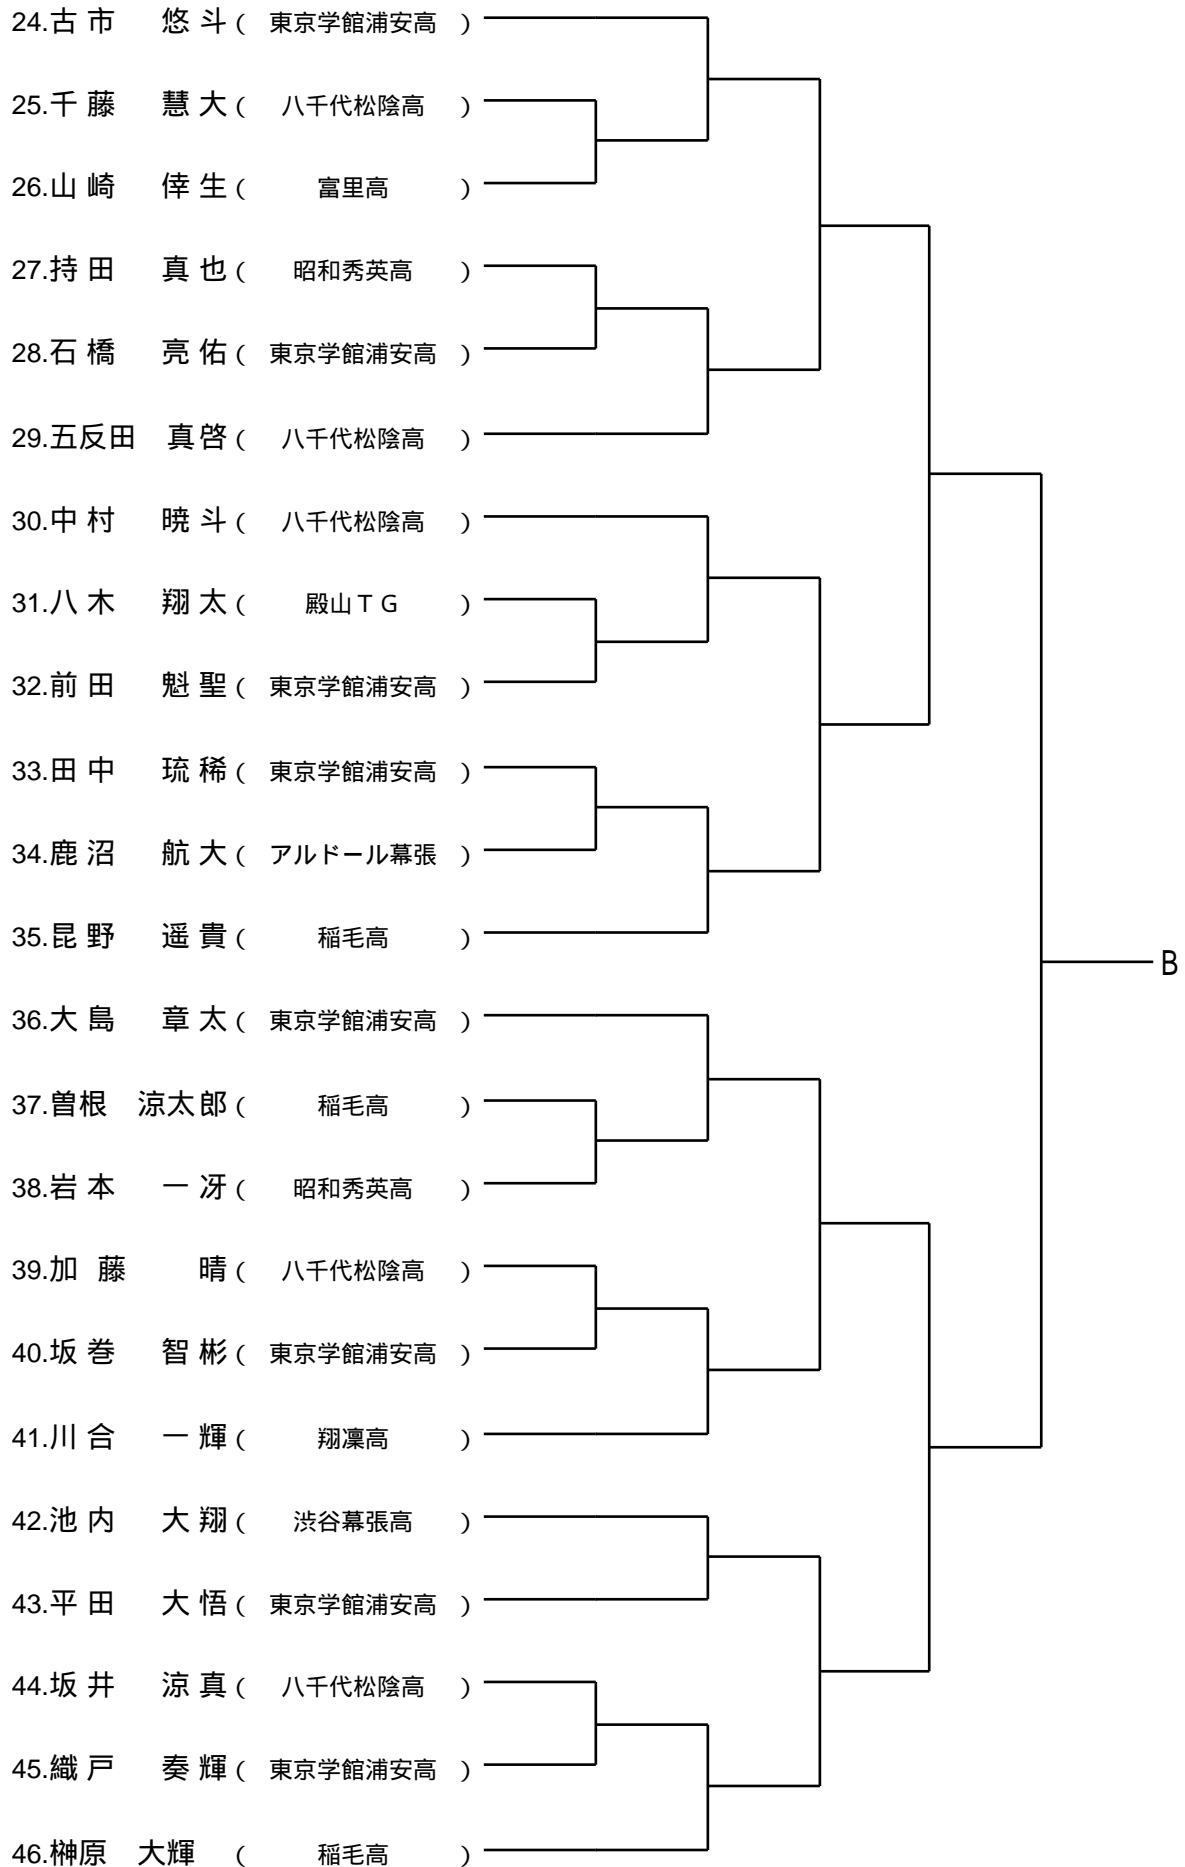 24.古市 悠斗( 東京学館浦安高 )
25.千藤 慧大( 八千代松陰高 )
26.山崎 倖生( 富里高 )
27.持田 真也( 昭和秀英高 )
28.石橋 亮佑( 東京学館浦安高 )
29.五反田 真啓( 八千代松陰高 )
30.中村 暁斗( 八千代松陰高 )
31.八木 翔太( 殿山TG )
32.前田 魁聖( 東京学館浦安高 )
33.田中 琉稀( 東京学館浦安高 )
34.鹿沼 航大( アルドール幕張 )
35.昆野 遥貴( 稲毛高 )
B
36.大島 章太( 東京学館浦安高 )
37.曽根 涼太郎( 稲毛高 )
38.岩本 一冴( 昭和秀英高 )
39.加藤 晴( 八千代松陰高 )
40.坂巻 智彬( 東京学館浦安高 )
41.川合 一輝( 翔凜高 )
42.池内 大翔( 渋谷幕張高 )
43.平田 大悟( 東京学館浦安高 )
44.坂井 涼真( 八千代松陰高 )
45.織戸 奏輝( 東京学館浦安高 )
46.榊原 大輝( 稲毛高 )